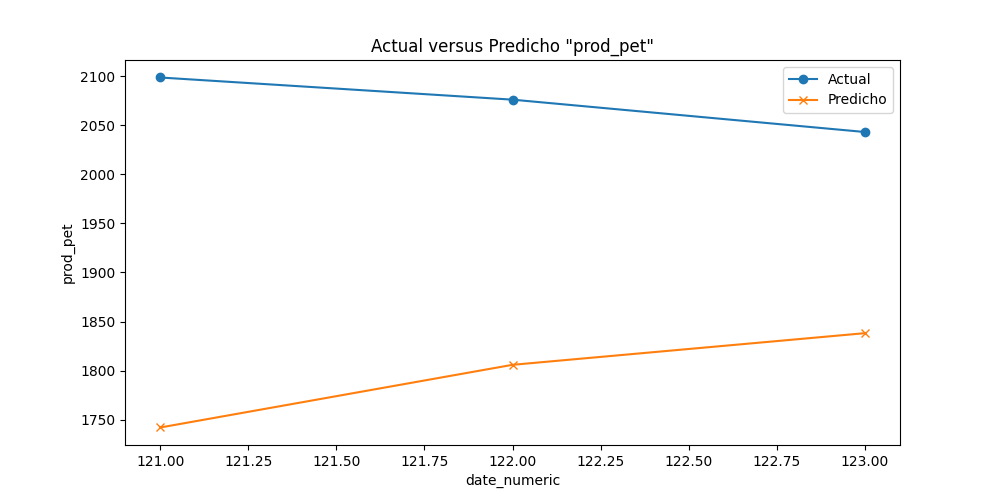 Actual versus Predicho "prod_pet"
Actual
Predicho
2100
2050
2000
1950
1900
1850
1800
1750
prod_pet
121.00 121.25 121.50 121.75 122.00 122.25 122.50 122.75 123.00
date_numeric